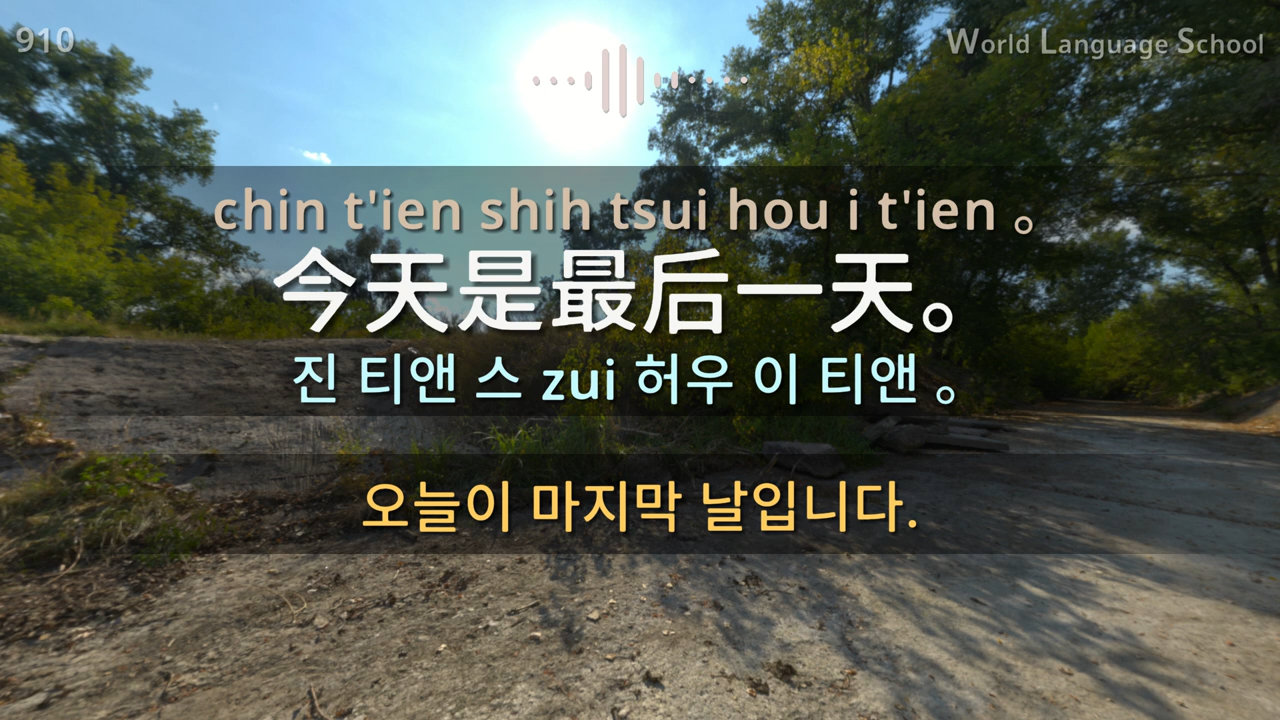 910
World Language School
chin t'ien shih tsui hou i t'ien 。
今天是最后一天。
진 티앤 스 zui 허우 이 티앤 。
오늘이 마지막 날입니다.